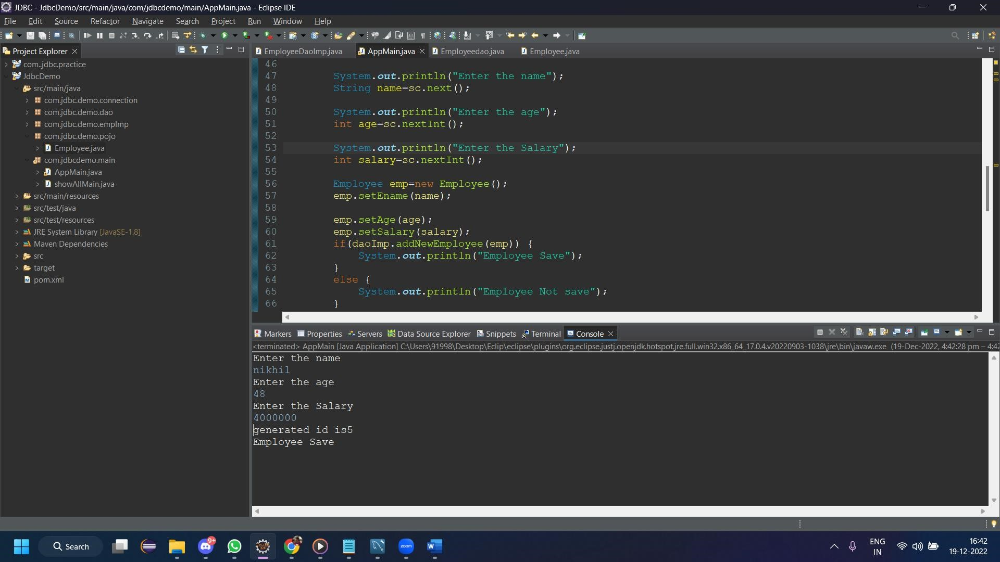 JDBC - JdbcDemo/src/main/java/com/jdbcdemo/main/AppMain.java - Eclipse IDE
File Edit Source Refactor Navigate Search Project Run Window Help
Project Explorer
com..jdbc.practice
JdbcDemo
src/main/java
com.jdbc.demo.connection
com.jdbc.demo.dao
com.jdbc.demo.empImp
com.jdbc.demo.pojo
Employee.java
com.jdbcdemo.main
AppMain.java
showAllMain.java
src/main/resources
src/test/java
src/test/resources
JRE System Library [JavaSE-1.8]
Maven Dependencies
src
target
pom.xml
EmployeeDaoImp.java AppMain.java Employeedao.java Employee.java
46
47 System.out.println("Enter the name");
48 String name=sc.next();
49
50 System.out.println("Enter the age");
51 int age=sc.nextInt();
52
53 System.out.println("Enter the Salary");
54 int salary=sc.nextInt();
55
56 Employee emp=new Employee();
57 emp.setEname(name);
58
59 emp.setAge(age);
60 emp.setSalary(salary);
61 if(daoImp.addNewEmployee(emp)) {
62 System.out.println("Employee Save");
63 }
64 else {
65 System.out.println("Employee Not save");
66 }
Markers Properties Servers Data Source Explorer Snippets Terminal Console
<terminated> AppMain [Java Application] C:\Users\91998\Desktop\Eclip\eclipse\plugins\org.eclipse.justj.openjdk.hotspot.jre.full.win32.x86_64_17.0.4.v20220903-1038\jre\bin\javaw.exe (19-Dec-2022, 4:42:28 pm – 4:42
Enter the name
nikhil
Enter the age
48
Enter the Salary
4000000
generated id is5
Employee Save
Search
9+
zoom
W
ENG
IN
16:42
19-12-2022